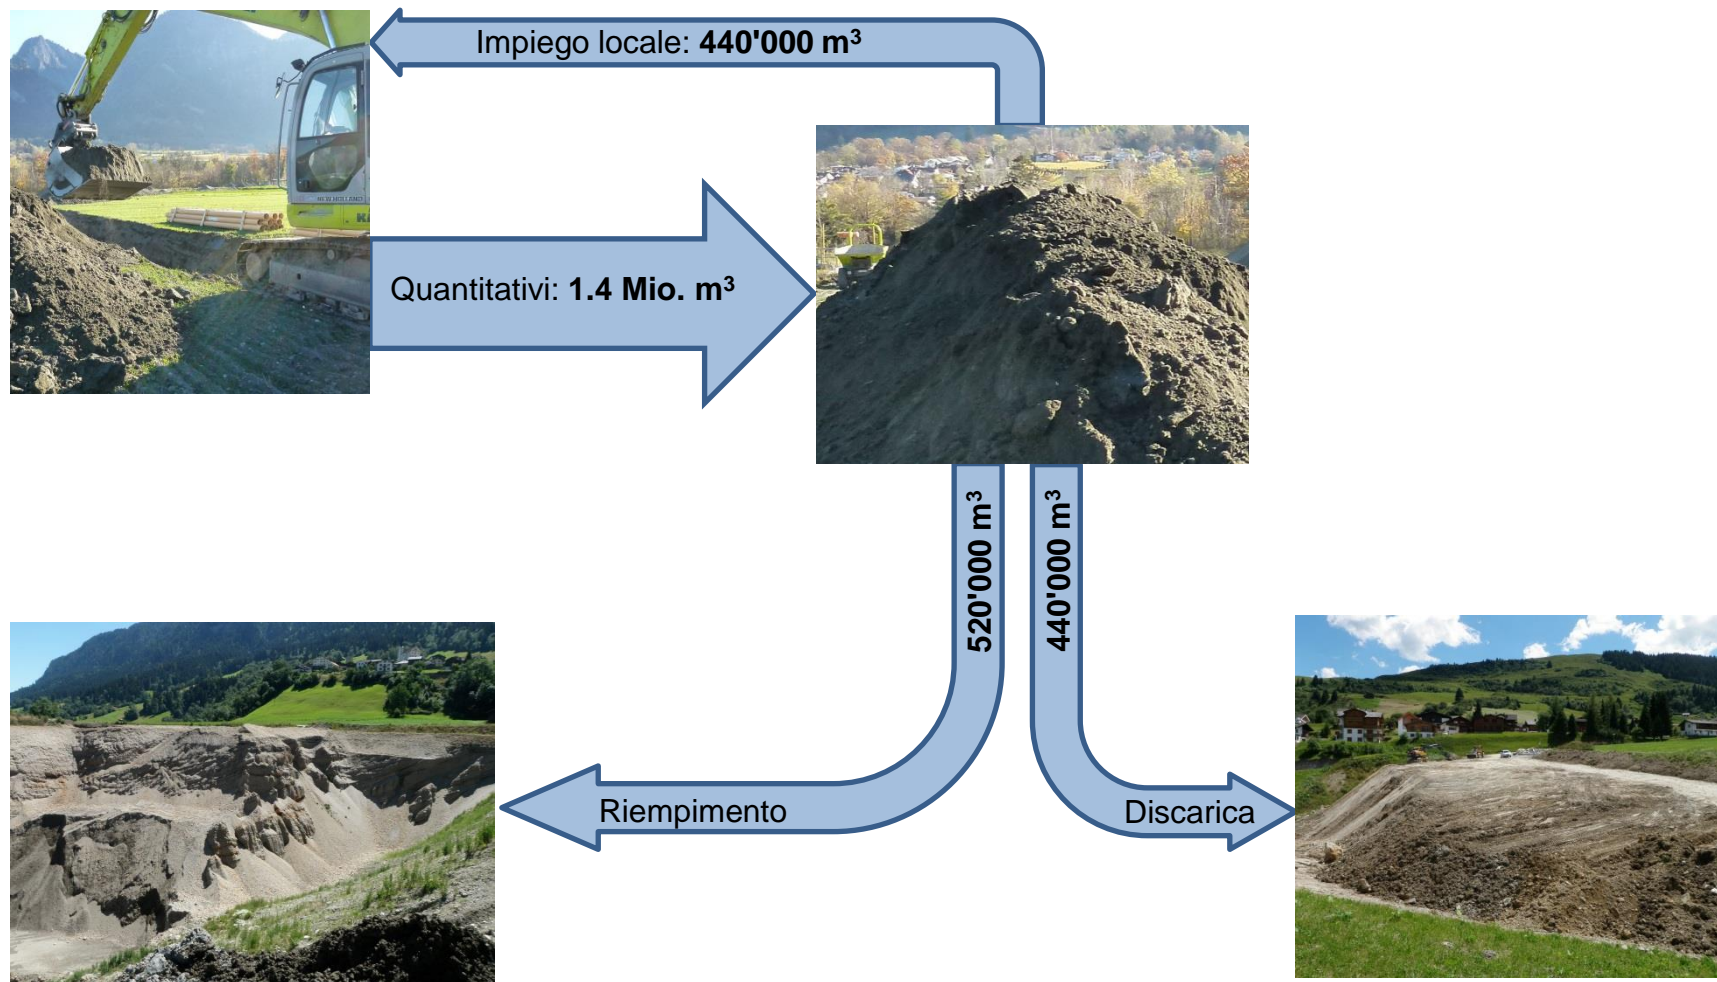 Impiego locale: 440'000 m³
Quantitativi: 1.4 Mio. m³
520'000 m³
440'000 m³
Riempimento
Discarica